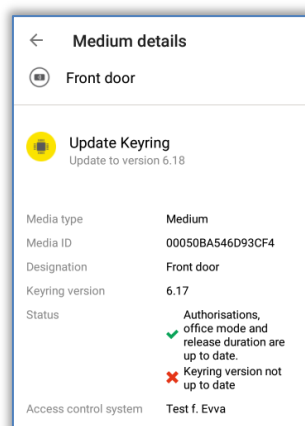 Medium details
Front door
Update Keyring
Update to version 6.18
Media type Medium
Media ID 00050BA546D93CF4
Designation Front door
Keyring version 6.17
Status Authorisations,
office mode and
release duration are
up to date.
Keyring version not
up to date
Access control system Test f. Evva